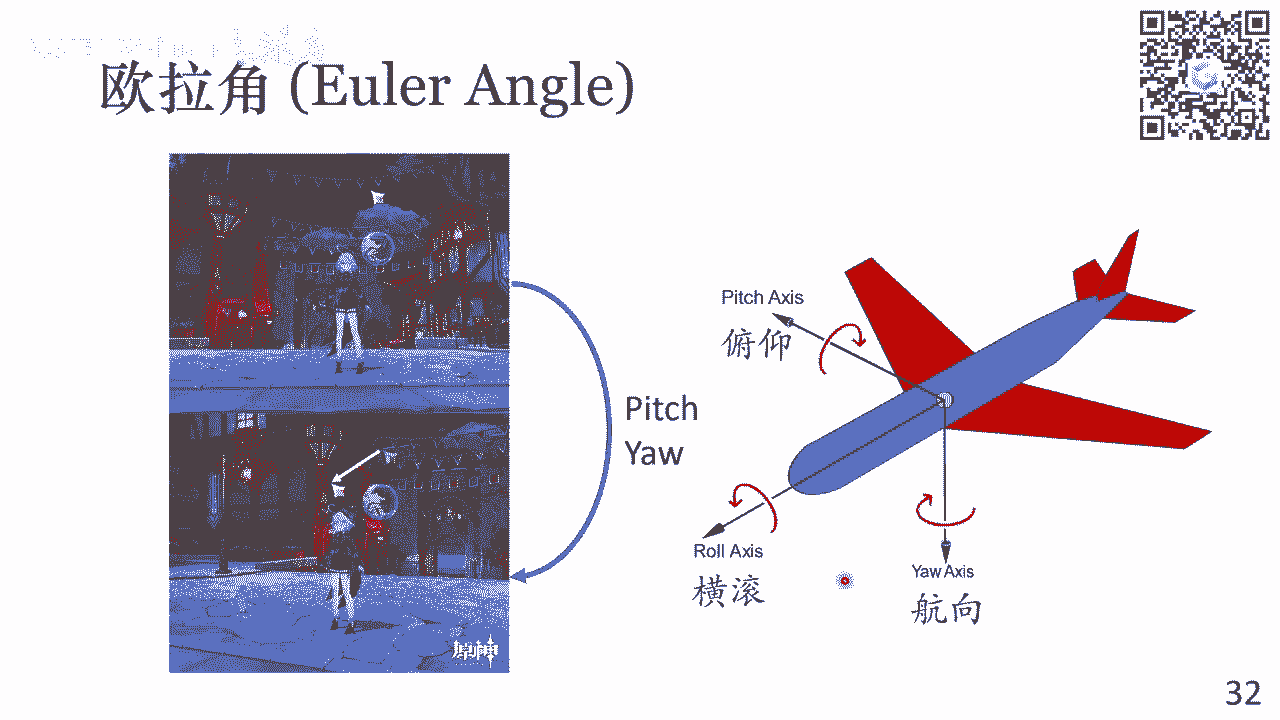 欧拉角 (Euler Angle)
Pitch
Yaw
原神
Pitch Axis
俯仰
Roll Axis
横滚
Yaw Axis
航向
32